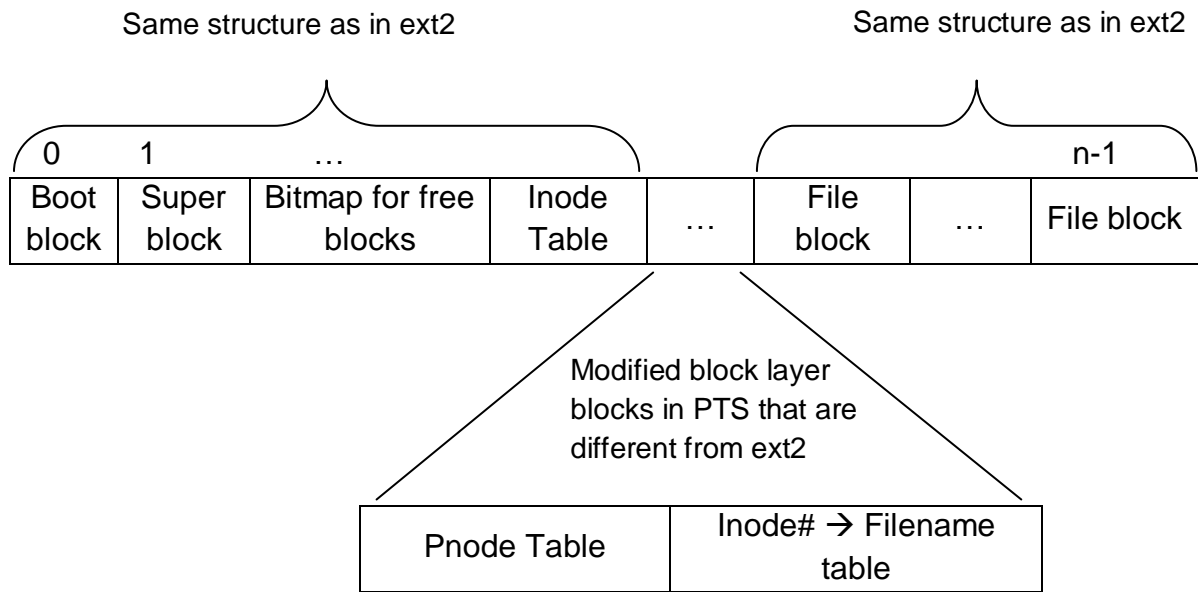 Same structure as in ext2
Same structure as in ext2
0
1
…
n-1
Boot
block
Super
block
Bitmap for free
blocks
Inode
Table
…
File
block
…
File block
Modified block layer
blocks in PTS that are
different from ext2
Pnode Table
Inode# → Filename
table